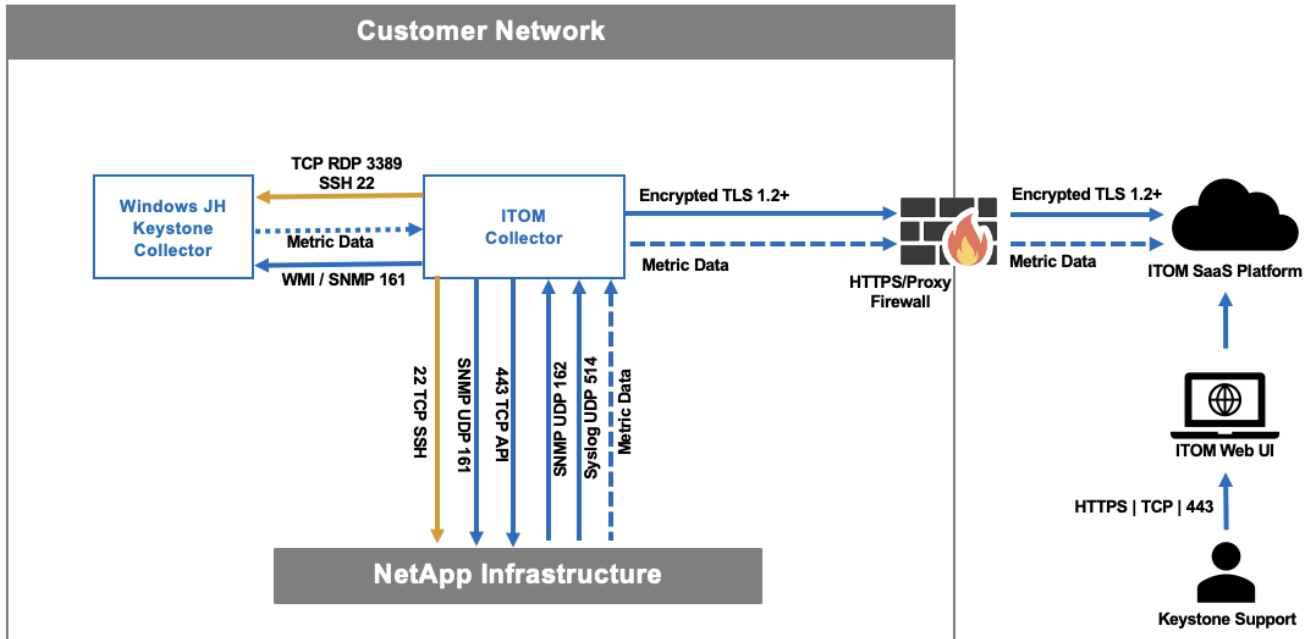 Customer Network
TCP RDP 3389
SSH 22
Windows JH
Keystone
Collector
Metric Data
WMI / SNMP 161
ITOM
Collector
Encrypted TLS 1.2+
Metric Data
HTTPS/Proxy
Firewall
Encrypted TLS 1.2+
Metric Data
ITOM SaaS Platform
22 TCP SSH
SNMP UDP 161
443 TCP API
SNMP UDP 162
Syslog UDP 514
Metric Data
ITOM Web UI
HTTPS | TCP | 443
NetApp Infrastructure
Keystone Support